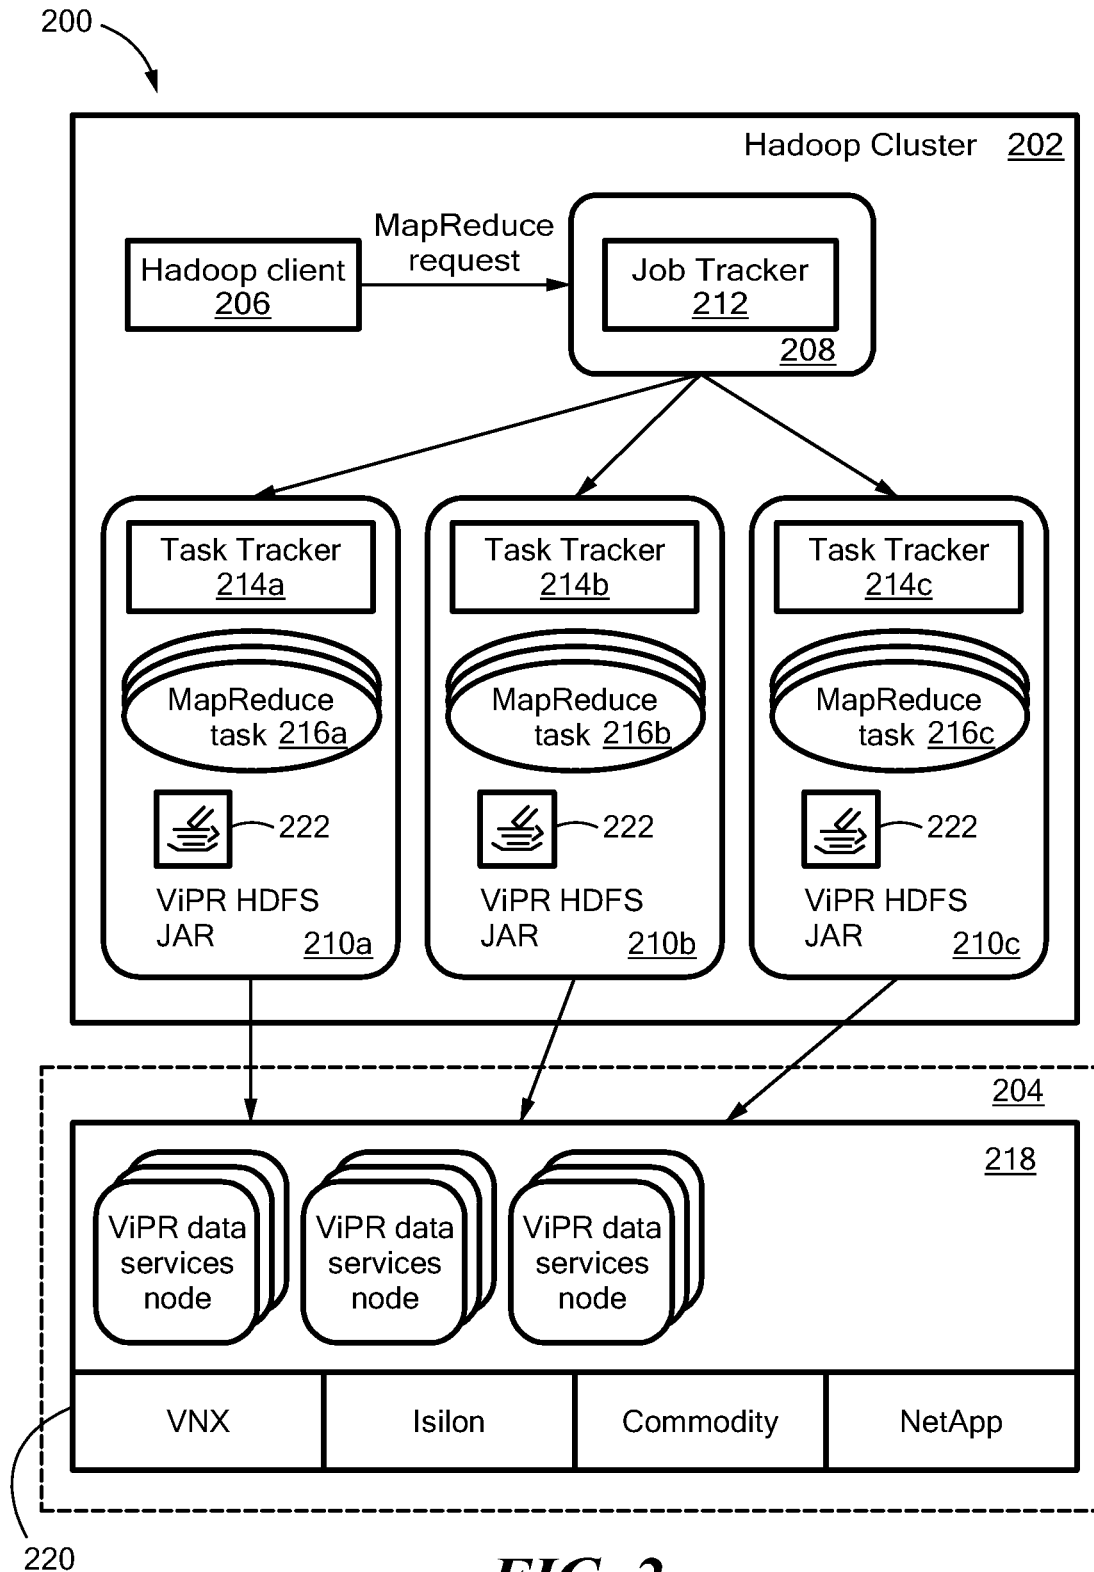 200
Hadoop Cluster 202
MapReduce
request
Hadoop client
206
Job Tracker
212
208
Task Tracker
214a
Task Tracker
214b
Task Tracker
214c
MapReduce
task 216a
MapReduce
task 216b
MapReduce
task 216c
222
222
222
ViPR HDFS
JAR
210a
ViPR HDFS
JAR
210b
ViPR HDFS
JAR
210c
204
218
ViPR data
services
node
ViPR data
services
node
ViPR data
services
node
VNX
Isilon
Commodity
NetApp
220
FIG. 2